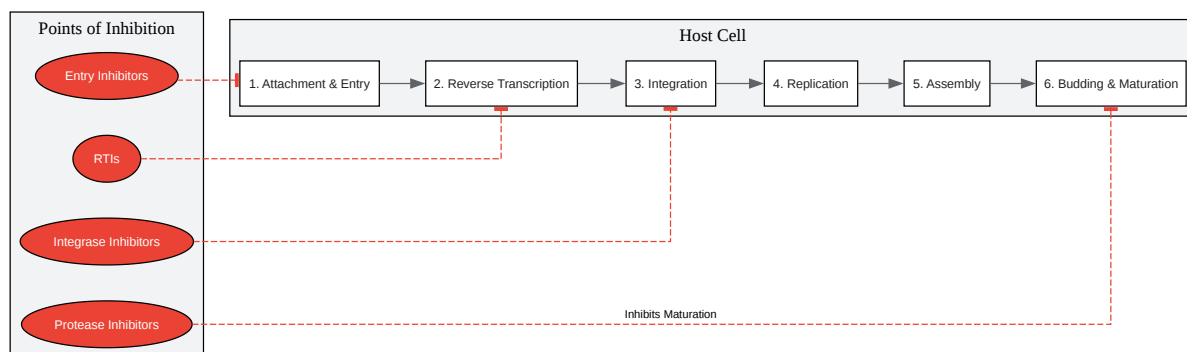 Points of Inhibition
Host Cell
Entry Inhibitors
1. Attachment & Entry
2. Reverse Transcription
3. Integration
4. Replication
5. Assembly
6. Budding & Maturation
RTIs
Integrase Inhibitors
Protease Inhibitors
Inhibits Maturation